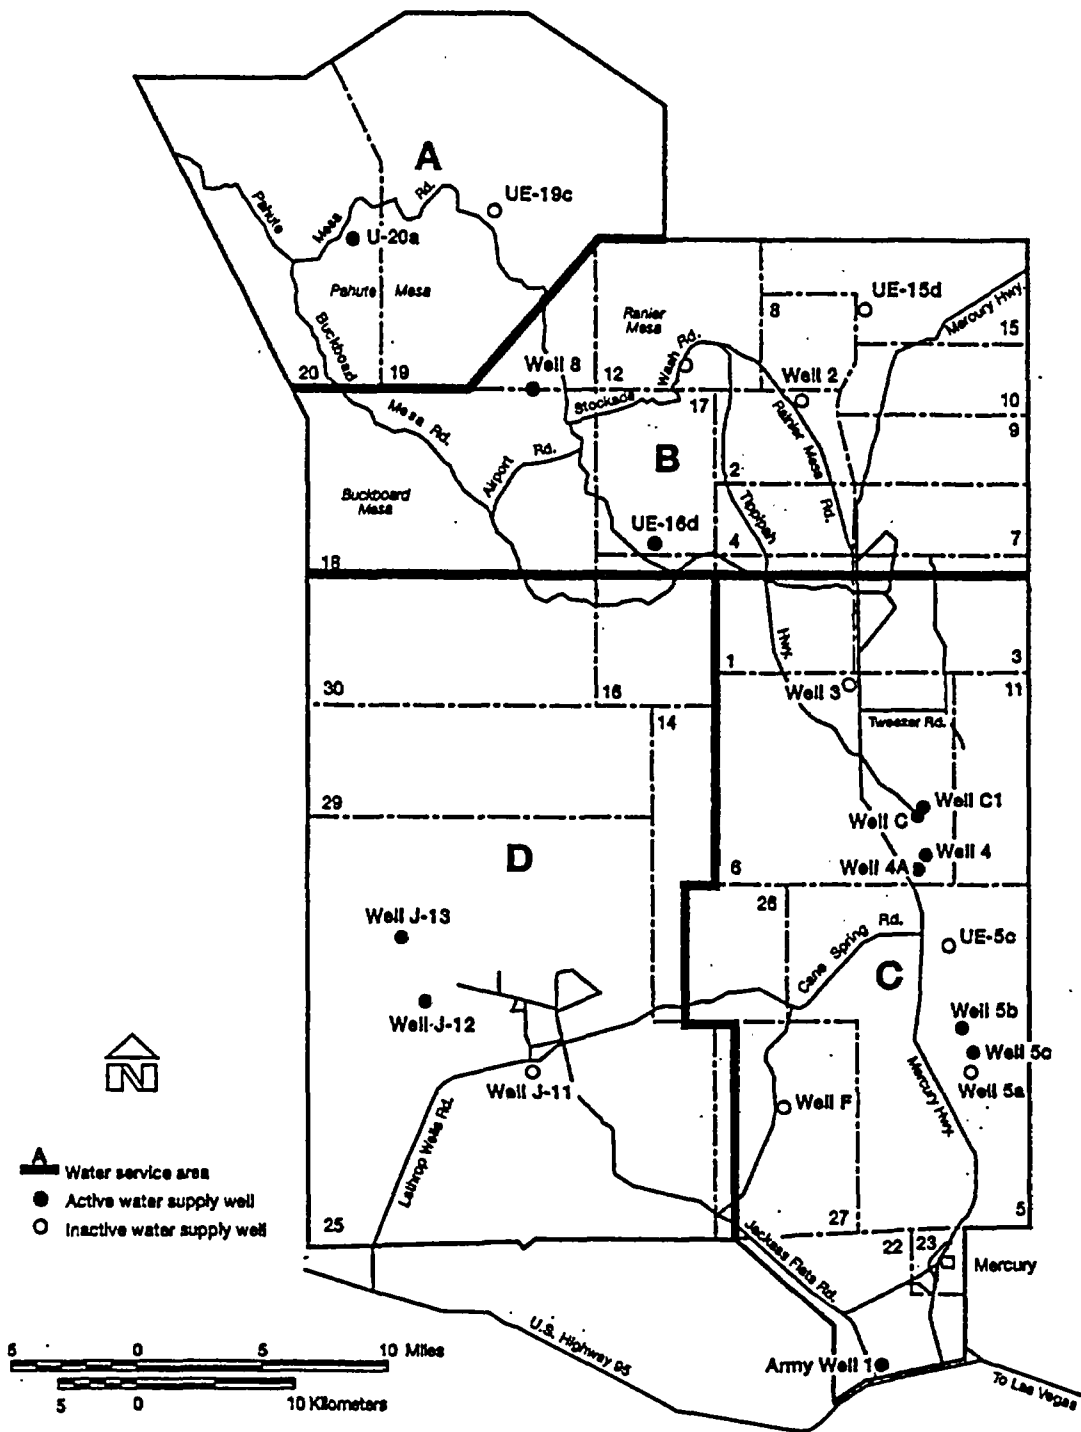 A
UE-19c
Pahute
Mesa
Rd.
U-20a
Pahute Mesa
Buckboard
UE-15d
Mercury Hwy.
8
15
Ranier
Mesa
Well 8
Wash Rd.
20
19
12
Well 2
10
Stockade
17
9
Mesa Rd.
Rainier Mesa
Rd.
B
Airport
Rd.
2
Buckboard
Mesa
Tippipah
UE-16d
4
7
18
Hwy.
1
3
Well 3
11
30
16
14
Tweezer Rd.
29
Well C1
Well C
D
Well 4
Well 4A
6
26
Well J-13
Cane Spring
Rd.
UE-5c
C
Well J-12
Well 5b
Well 5c
Well 5a
Well J-11
Well F
Mercury Hwy.
Lathrop Wells Rd.
A
Water service area
Active water supply well
Inactive water supply well
25
27
5
22
23
Jackass Flats Rd.
Mercury
U.S. Highway 95
5 0 5 10 Miles
Army Well 1
To Las Vegas
5 0 10 Kilometers
N